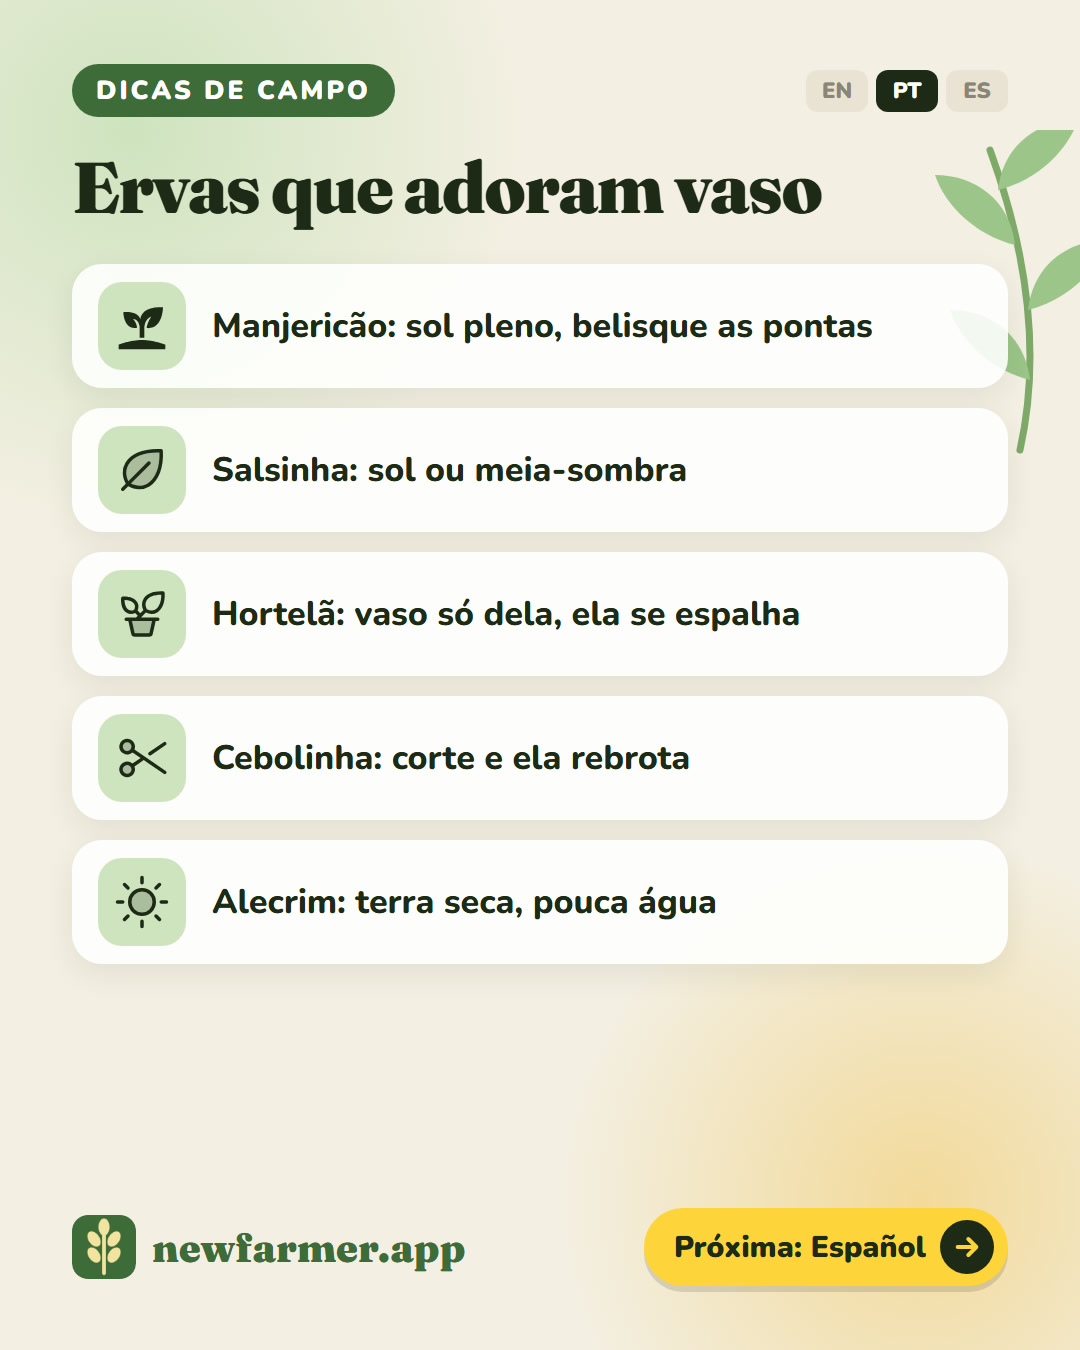 DICAS DE CAMPO
EN PT ES
Ervas que adoram vaso
Manjericão: sol pleno, belisque as pontas
Salsinha: sol ou meia-sombra
Hortelã: vaso só dela, ela se espalha
Cebolinha: corte e ela rebrota
Alecrim: terra seca, pouca água
newfarmer.app
Próxima: Español